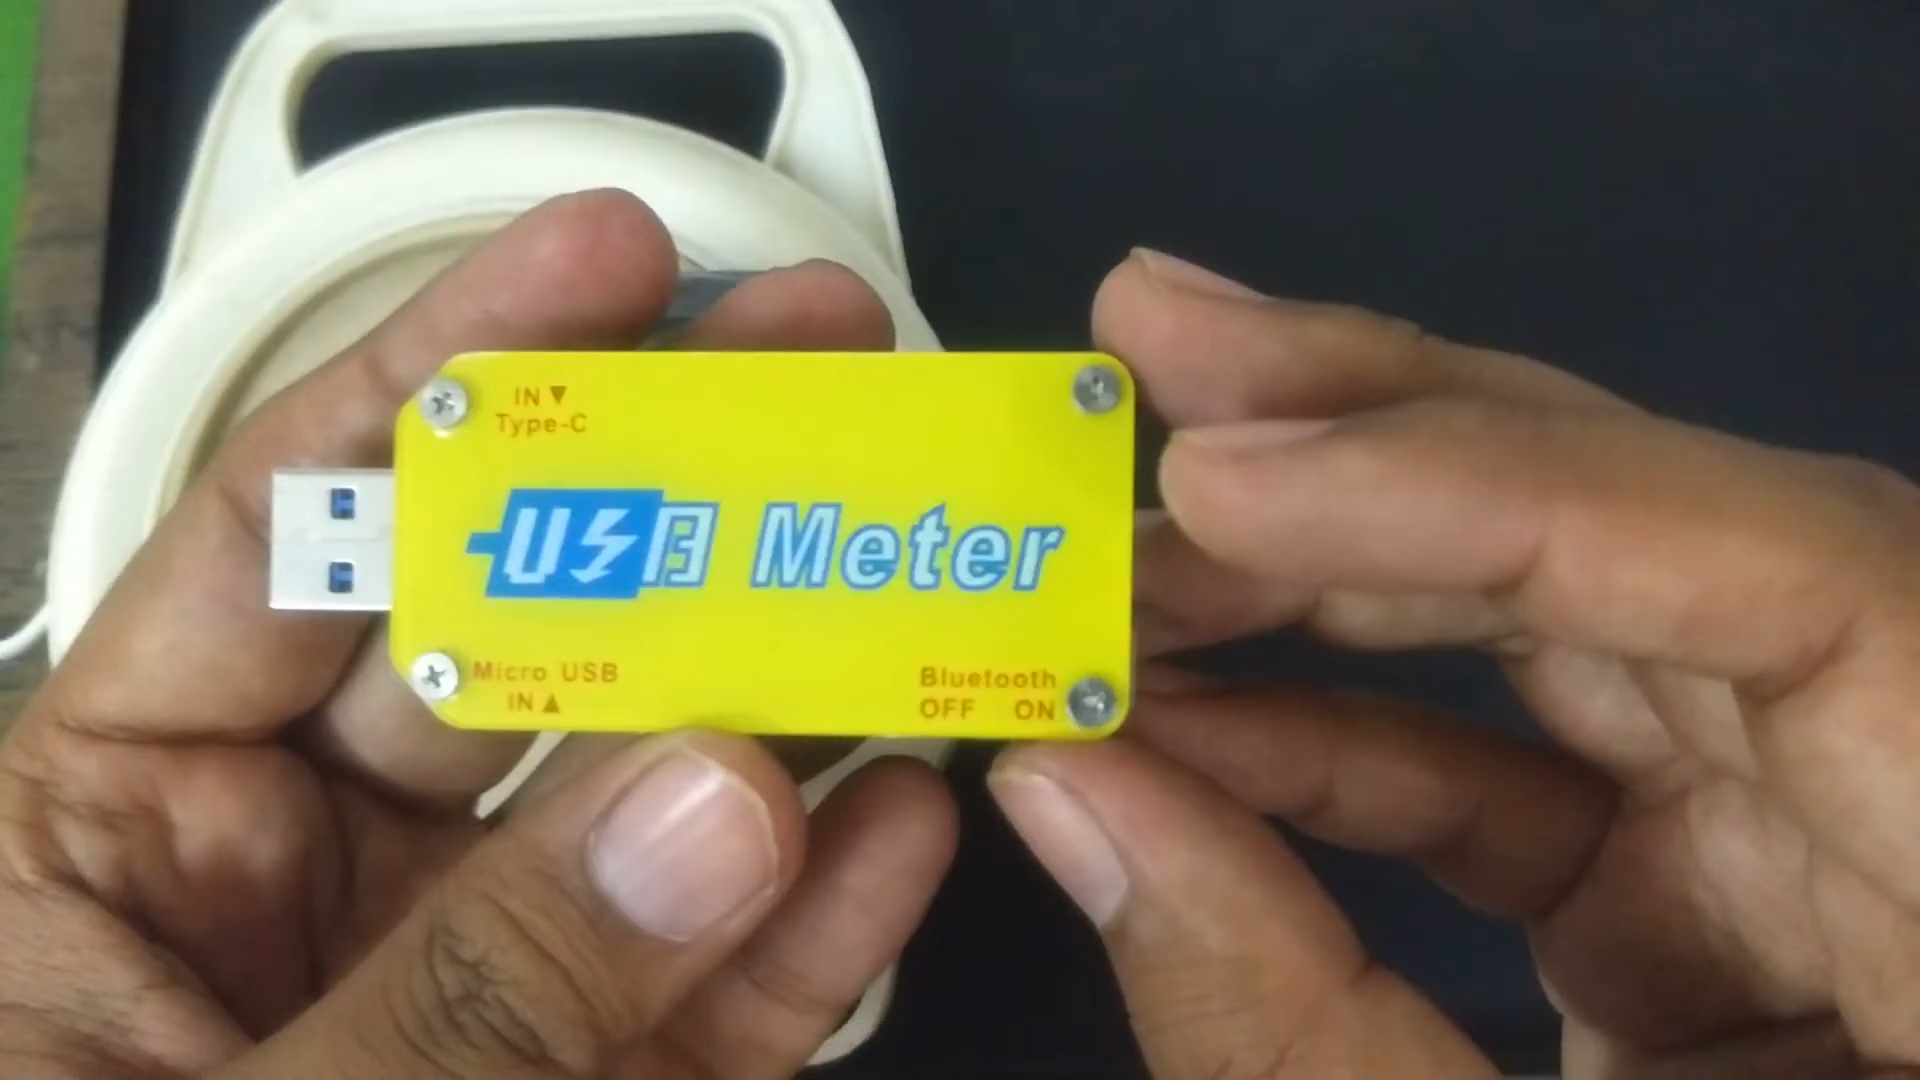 IN ▼
Type-C
USB Meter
Micro USB
IN ▲
Bluetooth
OFF ON